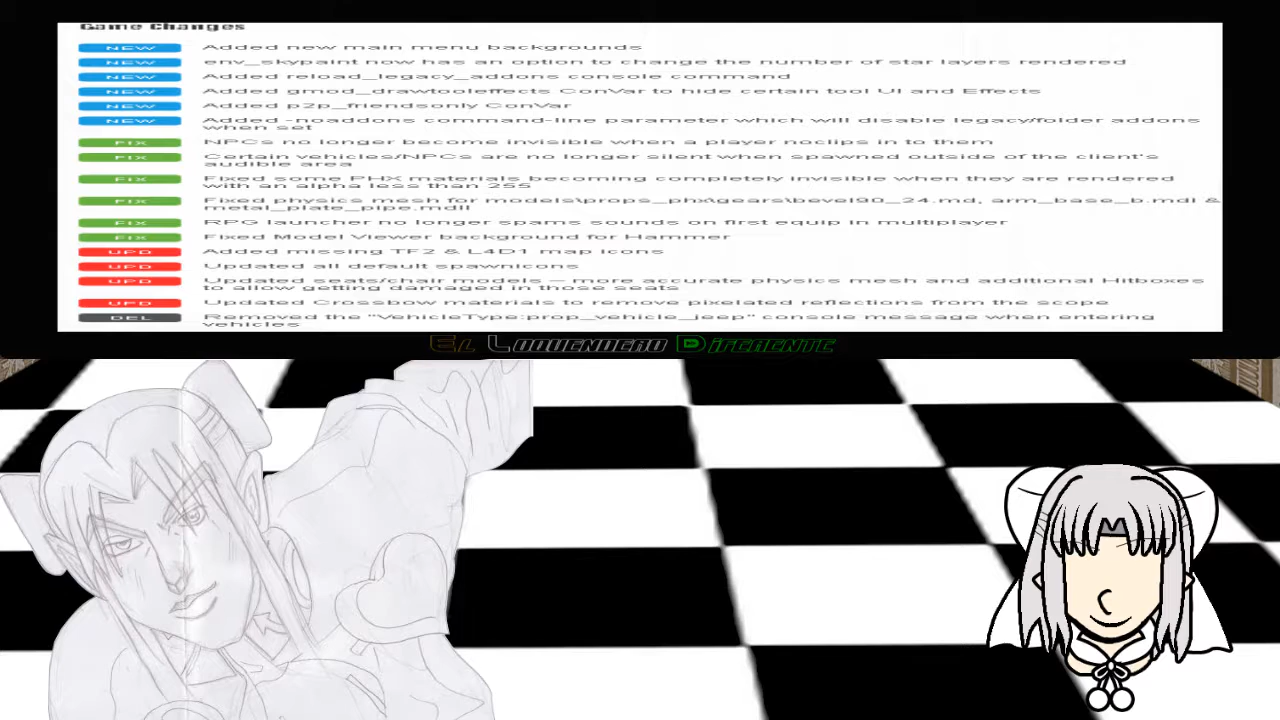 Game Changes
NEW Added new main menu backgrounds
NEW env_skypaint now has an option to change the number of star layers rendered
NEW Added reload_legacy_addons console command
NEW Added gmod_drawtooleffects ConVar to hide certain tool UI and Effects
NEW Added p2p_friendsonly ConVar
NEW Added -noaddons command-line parameter which will disable legacy/folder addons
when set
FIX NPCs no longer become invisible when a player noclips in to them
FIX Certain vehicles/NPCs are no longer silent when spawned outside of the client's
audible area
FIX Fixed some PHX materials becoming completely invisible when they are rendered
with an alpha less than 255
FIX Fixed physics mesh for models\props_phx\gears\bevel90_24.md, arm_base_b.mdl &
metal_plate_pipe.mdll
FIX RPG launcher no longer spams sounds on first equip in multiplayer
FIX Fixed Model Viewer background for Hammer
UPD Added missing TF2 & L4D1 map icons
UPD Updated all default spawnicons
UPD Updated seats/chair models – more accurate physics mesh and additional Hitboxes
to allow getting damaged in those seats
UPD Updated Crossbow materials to remove pixelated reflections from the scope
DEL Removed the "VehicleType:prop_vehicle_jeep" console message when entering
vehicles
El Loquendero Diferente